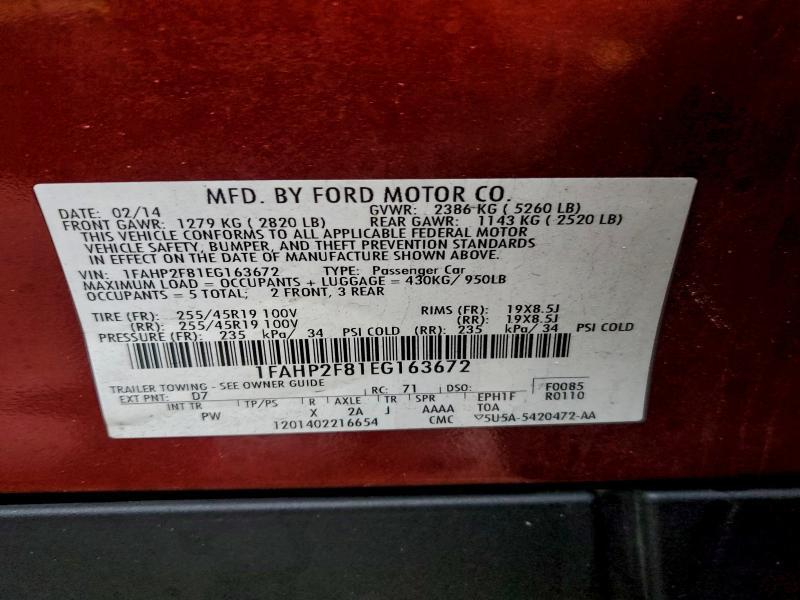 MFD. BY FORD MOTOR CO.
DATE: 02/14 GVWR: 2386 KG ( 5260 LB)
FRONT GAWR: 1279 KG ( 2820 LB) REAR GAWR: 1143 KG ( 2520 LB)
THIS VEHICLE CONFORMS TO ALL APPLICABLE FEDERAL MOTOR
VEHICLE SAFETY, BUMPER, AND THEFT PREVENTION STANDARDS
IN EFFECT ON THE DATE OF MANUFACTURE SHOWN ABOVE.
VIN: 1FAHP2F81EG163672 TYPE: Passenger Car
MAXIMUM LOAD = OCCUPANTS + LUGGAGE = 430KG/ 950LB
OCCUPANTS = 5 TOTAL; 2 FRONT, 3 REAR
TIRE (FR): 255/45R19 100V RIMS (FR): 19X8.5J
(RR): 255/45R19 100V (RR): 19X8.5J
PRESSURE (FR): 235 kPa/ 34 PSI COLD (RR): 235 kPa/ 34 PSI COLD
1FAHP2F81EG163672
TRAILER TOWING - SEE OWNER GUIDE
EXT PNT: D7 RC: 71 DSO: F0085
INT TR TP/PS R AXLE TR SPR EPH1F R0110
PW X 2A J AAAA TOA
1201402216654 CMC 5U5A-5420472-AA